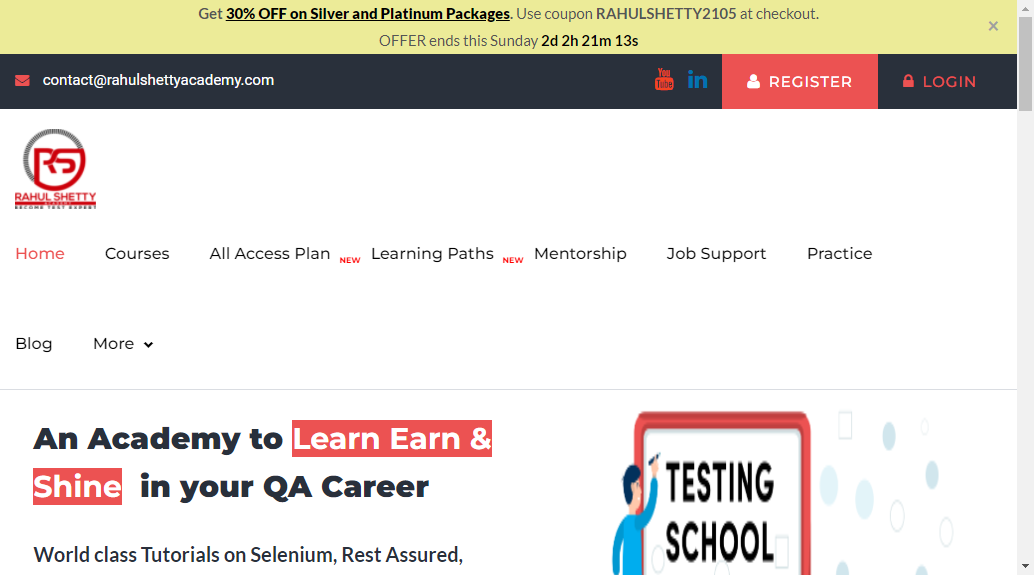 Get 30% OFF on Silver and Platinum Packages. Use coupon RAHULSHETTY2105 at checkout.
OFFER ends this Sunday 2d 2h 21m 13s
×
contact@rahulshettyacademy.com
You Tube
in
REGISTER
LOGIN
RS
RAHUL SHETTY
ACADEMY
BECOME TEST EXPERT
Home Courses All Access Plan NEW Learning Paths NEW Mentorship Job Support Practice
Blog More
An Academy to Learn Earn &
Shine in your QA Career
World class Tutorials on Selenium, Rest Assured,
TESTING
SCHOOL